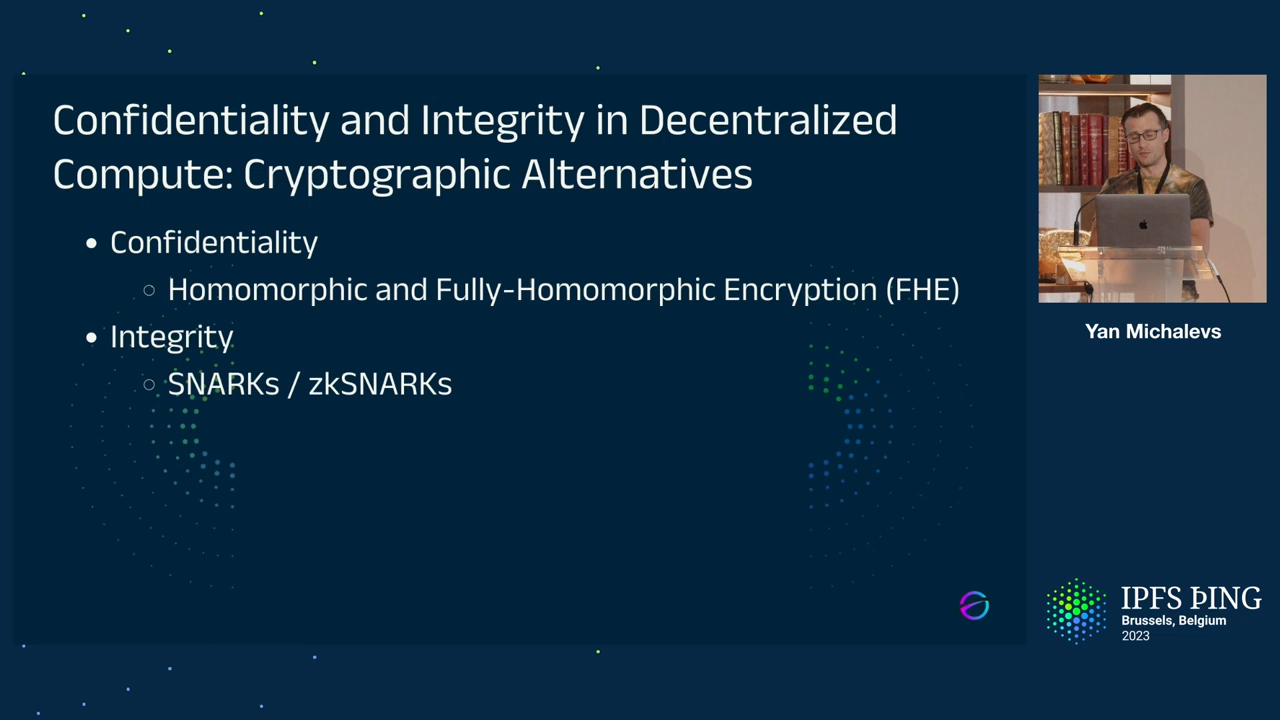 Confidentiality and Integrity in Decentralized
Compute: Cryptographic Alternatives
• Confidentiality
○ Homomorphic and Fully-Homomorphic Encryption (FHE)
• Integrity
○ SNARKs / zkSNARKs
Yan Michalevs
IPFS ÞING
Brussels, Belgium
2023